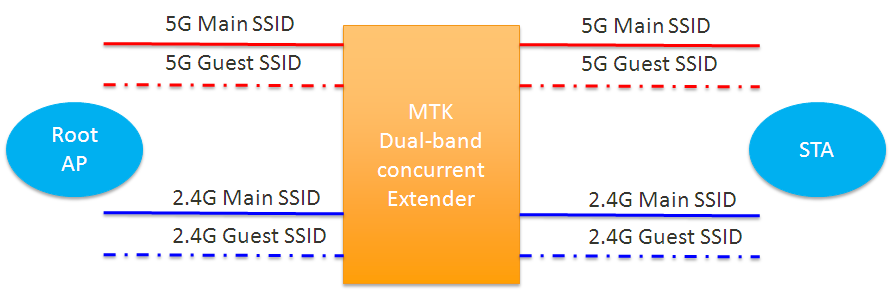 5G Main SSID
5G Main SSID
5G Guest SSID
5G Guest SSID
Root
AP
MTK
Dual-band
concurrent
Extender
STA
2.4G Main SSID
2.4G Main SSID
2.4G Guest SSID
2.4G Guest SSID